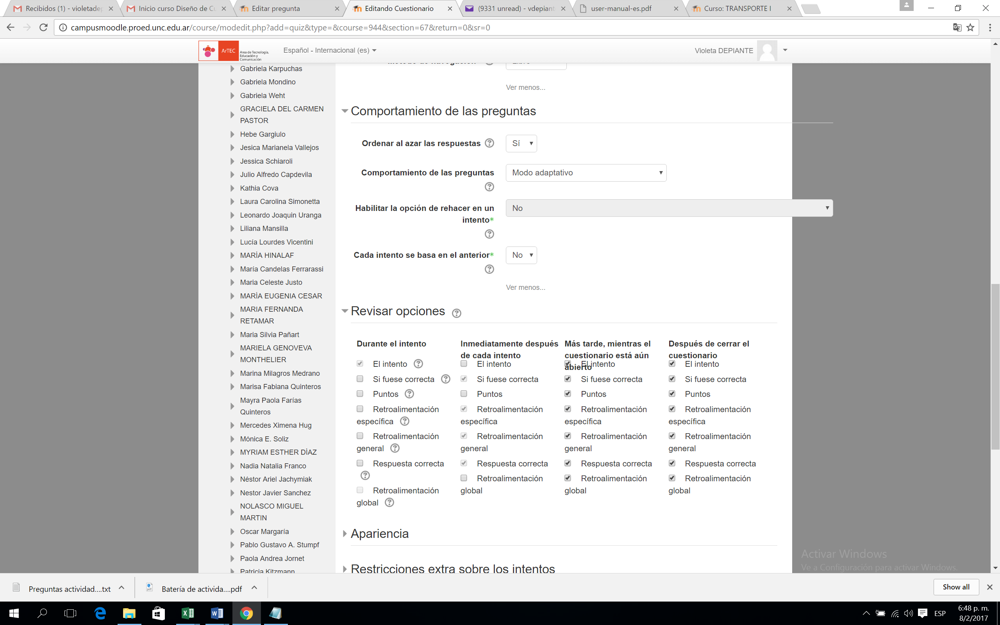 Recibidos (1) - violetadep
Inicio curso Diseño de Cu
Editar pregunta
Editando Cuestionario
(9331 unread) - vdepiant
user-manual-es.pdf
Curso: TRANSPORTE I
campusmoodle.proed.unc.edu.ar/course/modedit.php?add=quiz&type=&course=944&section=67&return=0&sr=0
ArTEC
Area de Tecnología,
Educación y
Comunicación
Español - Internacional (es)
Violeta DEPIANTE
Gabriela Karpuchas
Gabriela Mondino
Gabriela Weht
GRACIELA DEL CARMEN
PASTOR
Hebe Gargiulo
Jesica Marianela Vallejos
Jessica Schiaroli
Julio Alfredo Capdevila
Kathia Cova
Laura Carolina Simonetta
Leonardo Joaquin Uranga
Liliana Mansilla
Lucía Lourdes Vicentini
MARÍA HINALAF
María Candelas Ferrarassi
Maria Celeste Justo
MARÍA EUGENIA CESAR
MARIA FERNANDA
RETAMAR
Maria Silvia Pañart
MARIELA GENOVEVA
MONTHELIER
Marina Milagros Medrano
Marisa Fabiana Quinteros
Mayra Paola Farías
Quinteros
Mercedes Ximena Hug
Mónica E. Soliz
MYRIAM ESTHER DÍAZ
Nadia Natalia Franco
Néstor Ariel Jachymiak
Nestor Javier Sanchez
NOLASCO MIGUEL
MARTIN
Oscar Margaría
Pablo Gustavo A. Stumpf
Paola Andrea Jornet
Patricia Kitzmann
Método de navegación
Libre
Ver menos...
Comportamiento de las preguntas
Ordenar al azar las respuestas
Sí
Comportamiento de las preguntas
Modo adaptativo
Habilitar la opción de rehacer en un
intento*
No
Cada intento se basa en el anterior*
No
Ver menos...
Revisar opciones
Durante el intento
El intento
Si fuese correcta
Puntos
Retroalimentación
específica
Retroalimentación
general
Respuesta correcta
Retroalimentación
global
Inmediatamente después
de cada intento
El intento
Si fuese correcta
Puntos
Retroalimentación
específica
Retroalimentación
general
Respuesta correcta
Retroalimentación
global
Más tarde, mientras el
cuestionario está aún
abierto
El intento
Si fuese correcta
Puntos
Retroalimentación
específica
Retroalimentación
general
Respuesta correcta
Retroalimentación
global
Después de cerrar el
cuestionario
El intento
Si fuese correcta
Puntos
Retroalimentación
específica
Retroalimentación
general
Respuesta correcta
Retroalimentación
global
Apariencia
Restricciones extra sobre los intentos
Activar Windows
Ve a Configuración para activar Windows.
Preguntas actividad....txt
Batería de activida....pdf
Show all
ESP
6:48 p. m.
8/2/2017